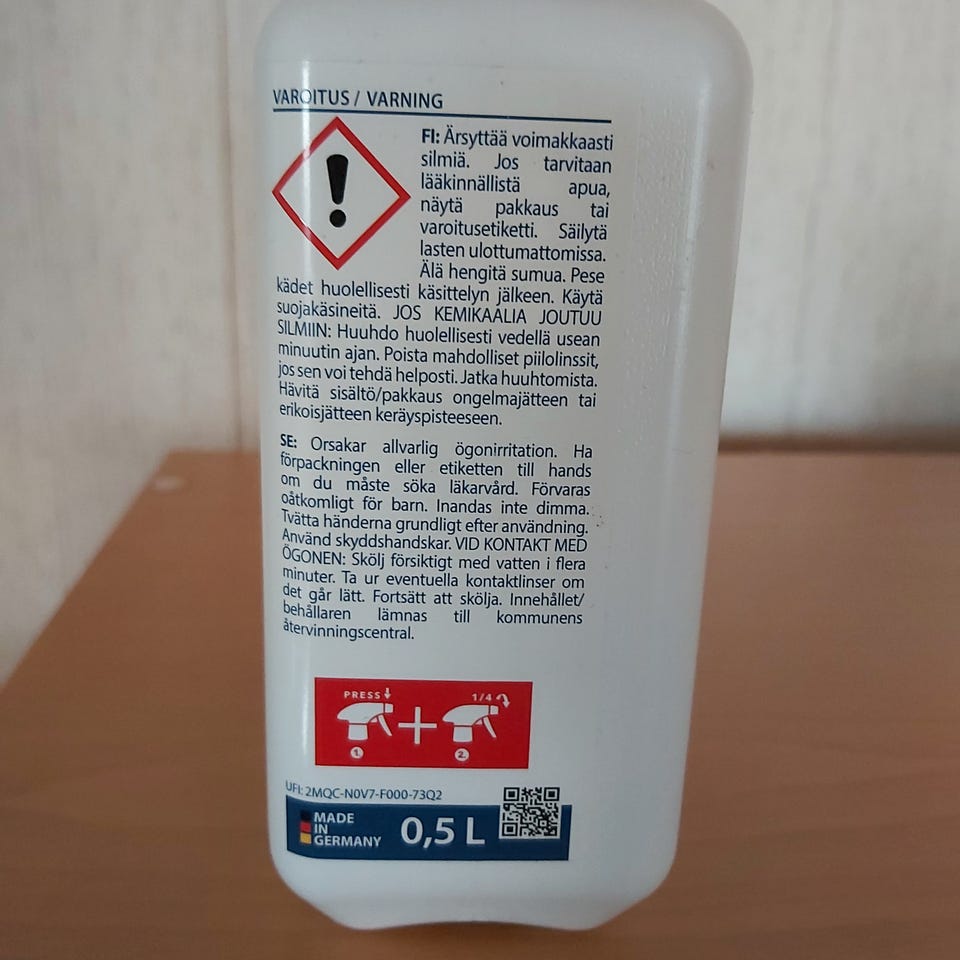 VAROITUS / VARNING
FI: Ärsyttää voimakkaasti
silmiä. Jos tarvitaan
lääkinnällistä apua,
näytä pakkaus tai
varoitusetiketti. Säilytä
lasten ulottumattomissa.
Älä hengitä sumua. Pese
kädet huolellisesti käsittelyn jälkeen. Käytä
suojakäsineitä. JOS KEMIKAALIA JOUTUU
SILMIIN: Huuhdo huolellisesti vedellä usean
minuutin ajan. Poista mahdolliset piilolinssit,
jos sen voi tehdä helposti. Jatka huuhtomista.
Hävitä sisältö/pakkaus ongelmajätteen tai
erikoisjätteen keräyspisteeseen.
SE: Orsakar allvarlig ögonirritation. Ha
förpackningen eller etiketten till hands
om du måste söka läkarvård. Förvaras
oåtkomligt för barn. Inandas inte dimma.
Tvätta händerna grundligt efter användning.
Använd skyddshandskar. VID KONTAKT MED
ÖGONEN: Skölj försiktigt med vatten i flera
minuter. Ta ur eventuella kontaktlinser om
det går lätt. Fortsätt att skölja. Innehållet/
behållaren lämnas till kommunens
återvinningscentral.
PRESS 1/4
+
1. 2.
UFI: 2MQC-N0V7-F000-73Q2
MADE
IN
GERMANY
0,5 L